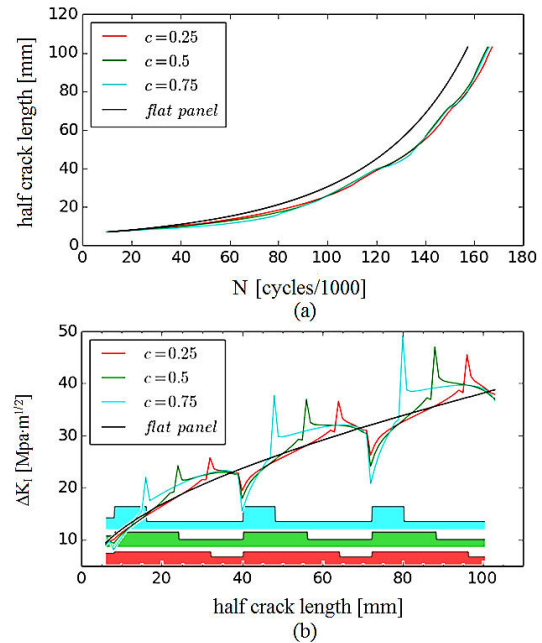 120
100
80
60
40
20
0
half crack length [mm]
c=0.25
c=0.5
c=0.75
flat panel
0 20 40 60 80 100 120 140 160 180
N [cycles/1000]
(a)
50
40
30
20
10
ΔK_I [Mpa·m^1/2]
c=0.25
c=0.5
c=0.75
flat panel
0 20 40 60 80 100
half crack length [mm]
(b)